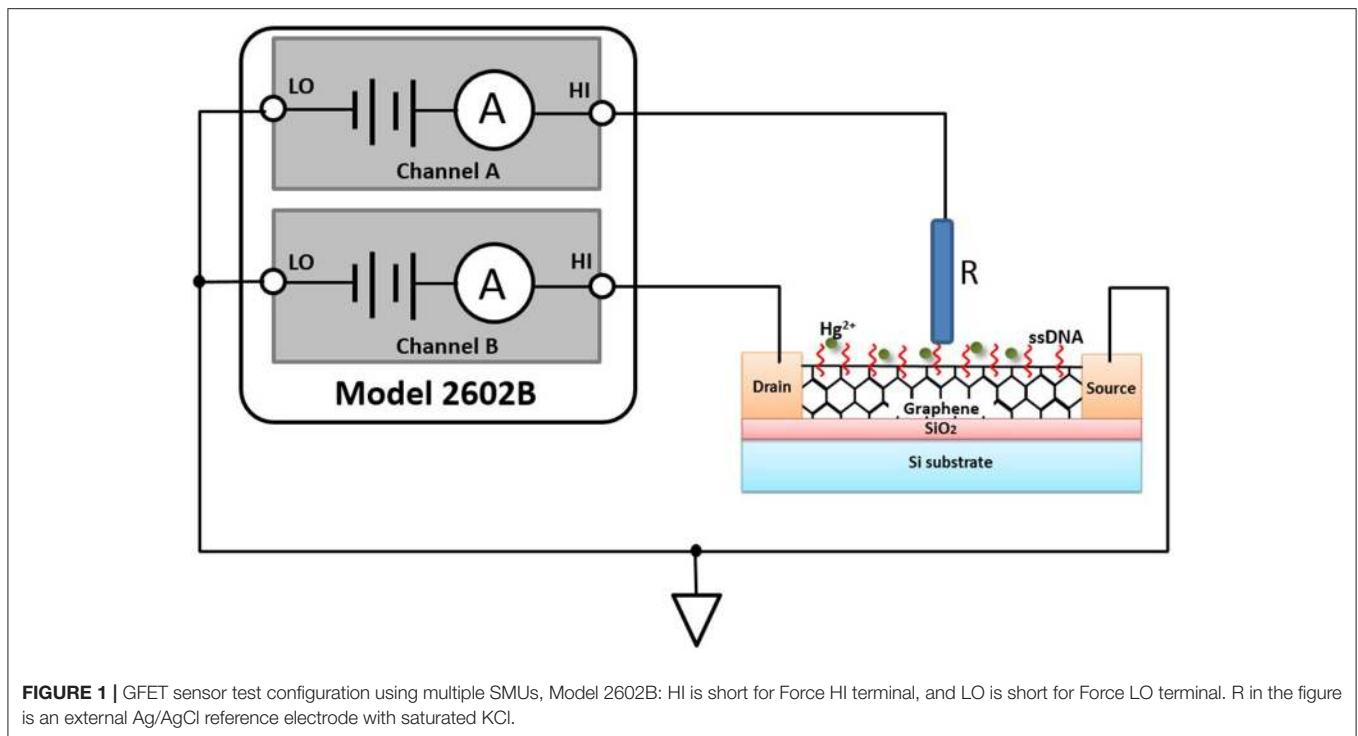 LO
A
HI
Channel A
LO
A
HI
Channel B
Model 2602B
R
Hg²⁺
ssDNA
Drain
Graphene
Source
SiO₂
Si substrate
FIGURE 1 | GFET sensor test configuration using multiple SMUs, Model 2602B: HI is short for Force HI terminal, and LO is short for Force LO terminal. R in the figure
is an external Ag/AgCl reference electrode with saturated KCl.